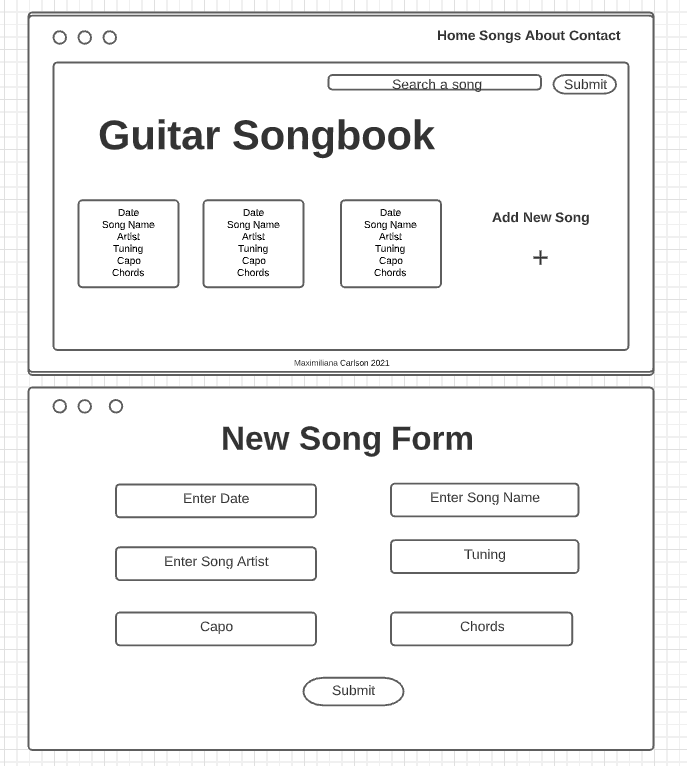 Home Songs About Contact
Search a song
Submit
Guitar Songbook
Date
Song Name
Artist
Tuning
Capo
Chords
Date
Song Name
Artist
Tuning
Capo
Chords
Date
Song Name
Artist
Tuning
Capo
Chords
Add New Song
+
Maximiliana Carlson 2021
New Song Form
Enter Date
Enter Song Name
Enter Song Artist
Tuning
Capo
Chords
Submit